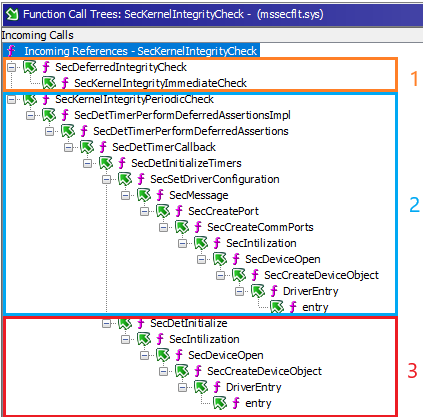 Function Call Trees: SecKernelIntegrityCheck - (mssecflt.sys)
Incoming Calls
f Incoming References - SecKernelIntegrityCheck
f SecDeferredIntegrityCheck
f SecKernelIntegrityImmediateCheck
1
f SecKernelIntegrityPeriodicCheck
f SecDetTimerPerformDeferredAssertionsImpl
f SecDetTimerPerformDeferredAssertions
f SecDetTimerCallback
f SecDetInitializeTimers
f SecSetDriverConfiguration
f SecMessage
f SecCreatePort
2
f SecCreateCommPorts
f SecIntilization
f SecDeviceOpen
f SecCreateDeviceObject
f DriverEntry
f entry
f SecDetInitialize
f SecIntilization
f SecDeviceOpen
f SecCreateDeviceObject
3
f DriverEntry
f entry